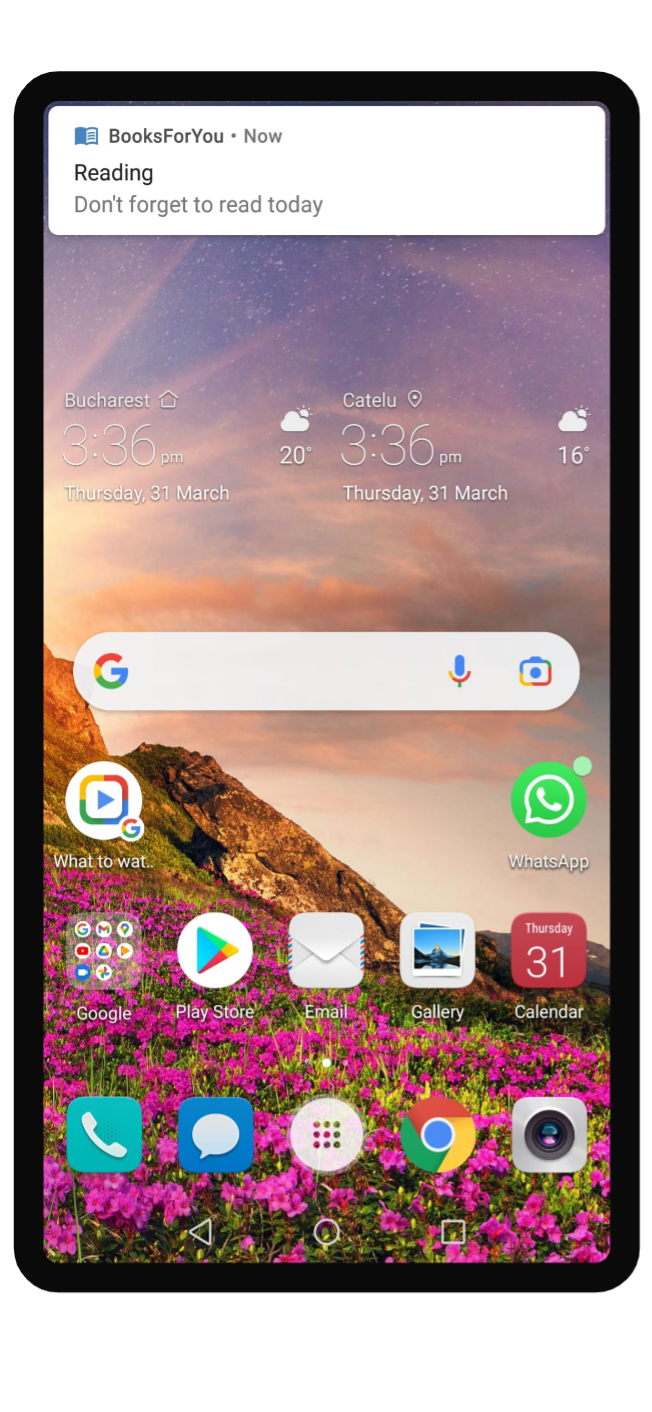 BooksForYou • Now
Reading
Don't forget to read today
Bucharest
Catelu
3:36 pm
3:36 pm
20°
16°
Thursday, 31 March
Thursday, 31 March
What to wat..
WhatsApp
Thursday
31
Google
Play Store
Email
Gallery
Calendar